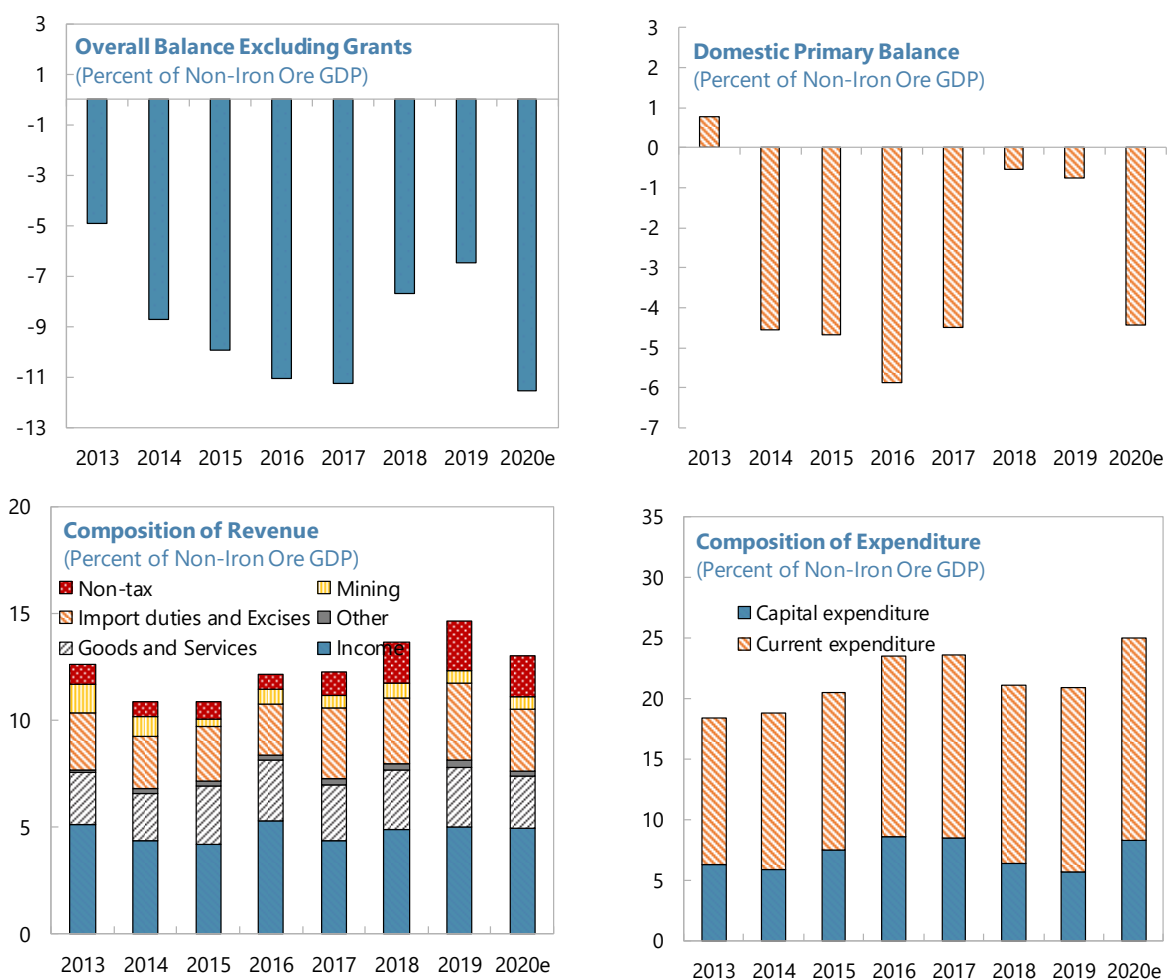 Overall Balance Excluding Grants
(Percent of Non-Iron Ore GDP)
3
1
-1
-3
-5
-7
-9
-11
-13
2013 2014 2015 2016 2017 2018 2019 2020e
Domestic Primary Balance
(Percent of Non-Iron Ore GDP)
3
2
1
0
-1
-2
-3
-4
-5
-6
-7
2013 2014 2015 2016 2017 2018 2019 2020e
Composition of Revenue
(Percent of Non-Iron Ore GDP)
Non-tax Mining
Import duties and Excises Other
Goods and Services Income
20
15
10
5
0
2013 2014 2015 2016 2017 2018 2019 2020e
Composition of Expenditure
(Percent of Non-Iron Ore GDP)
Capital expenditure
Current expenditure
35
30
25
20
15
10
5
0
2013 2014 2015 2016 2017 2018 2019 2020e